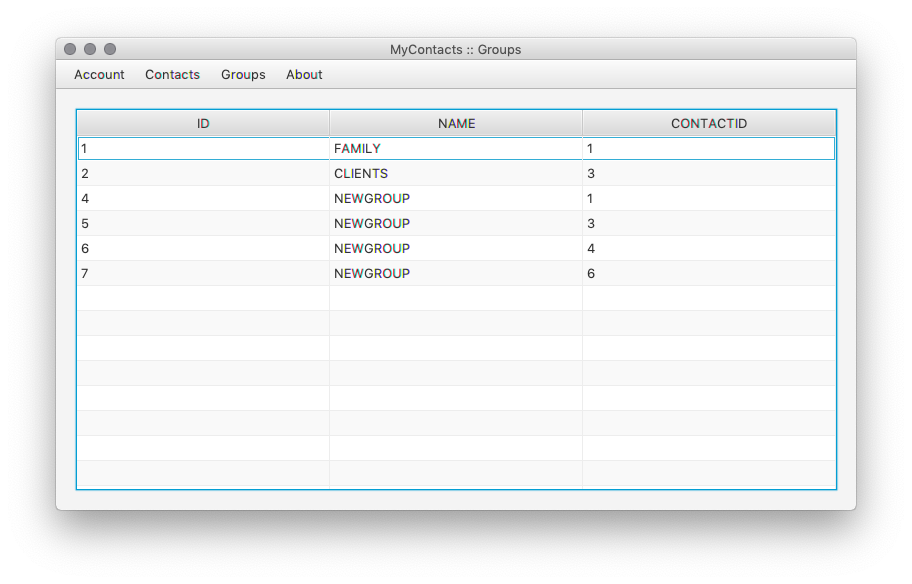 MyContacts :: Groups
Account Contacts Groups About
ID NAME CONTACTID
1 FAMILY 1
2 CLIENTS 3
4 NEWGROUP 1
5 NEWGROUP 3
6 NEWGROUP 4
7 NEWGROUP 6